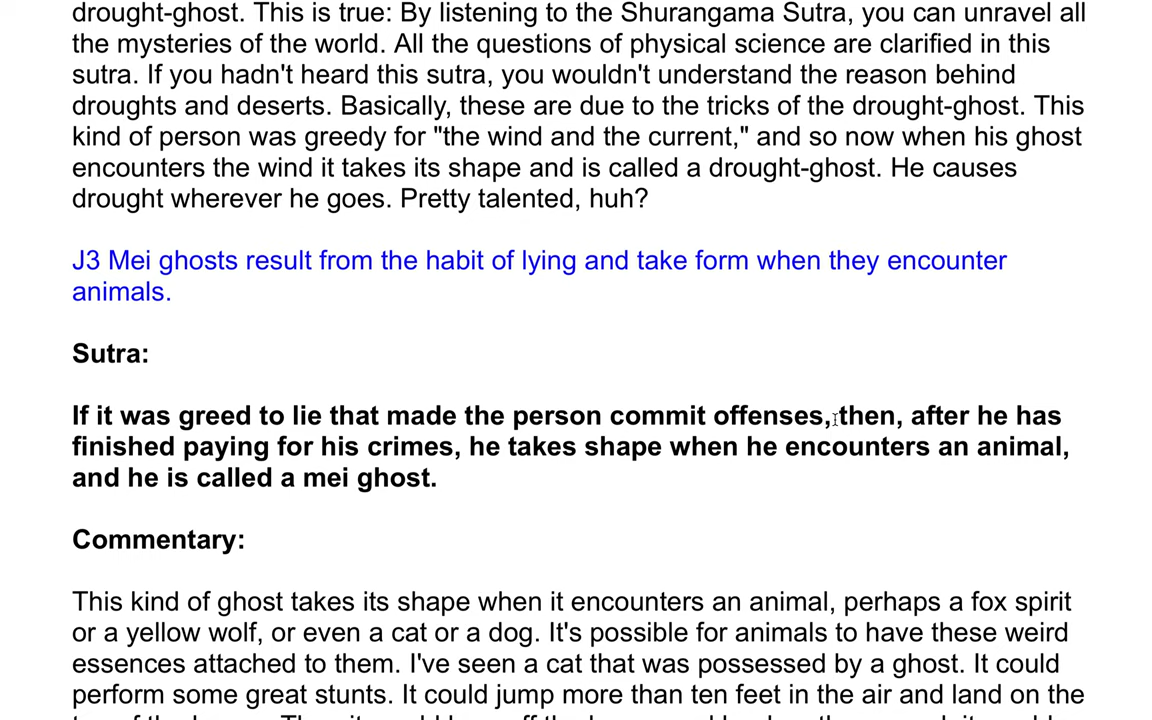 drought-ghost. This is true: By listening to the Shurangama Sutra, you can unravel all
the mysteries of the world. All the questions of physical science are clarified in this
sutra. If you hadn't heard this sutra, you wouldn't understand the reason behind
droughts and deserts. Basically, these are due to the tricks of the drought-ghost. This
kind of person was greedy for "the wind and the current," and so now when his ghost
encounters the wind it takes its shape and is called a drought-ghost. He causes
drought wherever he goes. Pretty talented, huh?
J3 Mei ghosts result from the habit of lying and take form when they encounter
animals.
Sutra:
If it was greed to lie that made the person commit offenses, then, after he has
finished paying for his crimes, he takes shape when he encounters an animal,
and he is called a mei ghost.
Commentary:
This kind of ghost takes its shape when it encounters an animal, perhaps a fox spirit
or a yellow wolf, or even a cat or a dog. It's possible for animals to have these weird
essences attached to them. I've seen a cat that was possessed by a ghost. It could
perform some great stunts. It could jump more than ten feet in the air and land on the